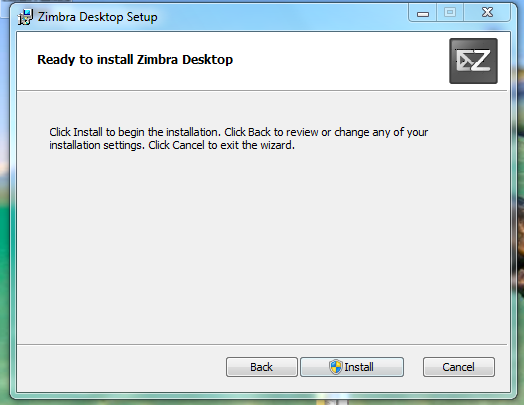 Zimbra Desktop Setup
Ready to install Zimbra Desktop
Click Install to begin the installation. Click Back to review or change any of your
installation settings. Click Cancel to exit the wizard.
Back
Install
Cancel